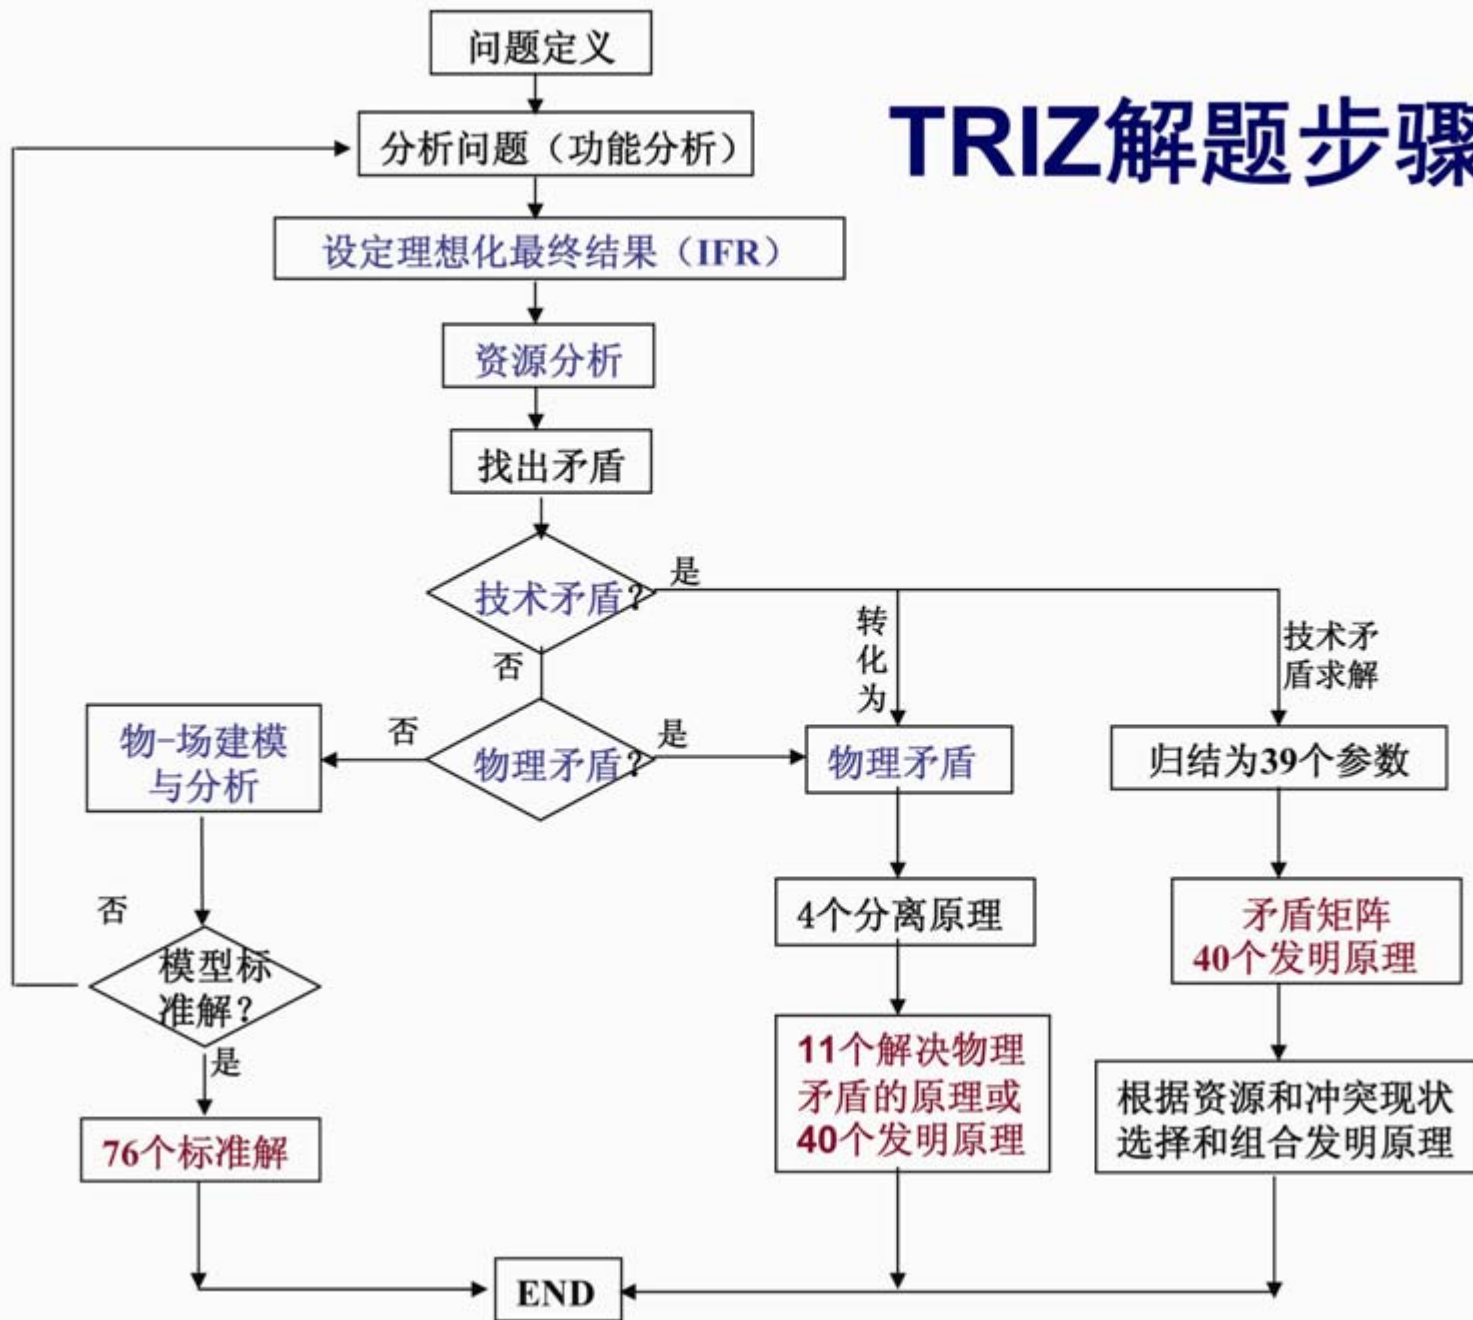 问题定义
TRIZ解题步骤
分析问题（功能分析）
设定理想化最终结果（IFR）
资源分析
找出矛盾
技术矛盾？
是
否
转
化
为
技术矛
盾求解
物理矛盾？
否
是
物-场建模
与分析
物理矛盾
归结为39个参数
否
模型标
准解？
是
4个分离原理
矛盾矩阵
40个发明原理
76个标准解
11个解决物理
矛盾的原理或
40个发明原理
根据资源和冲突现状
选择和组合发明原理
END